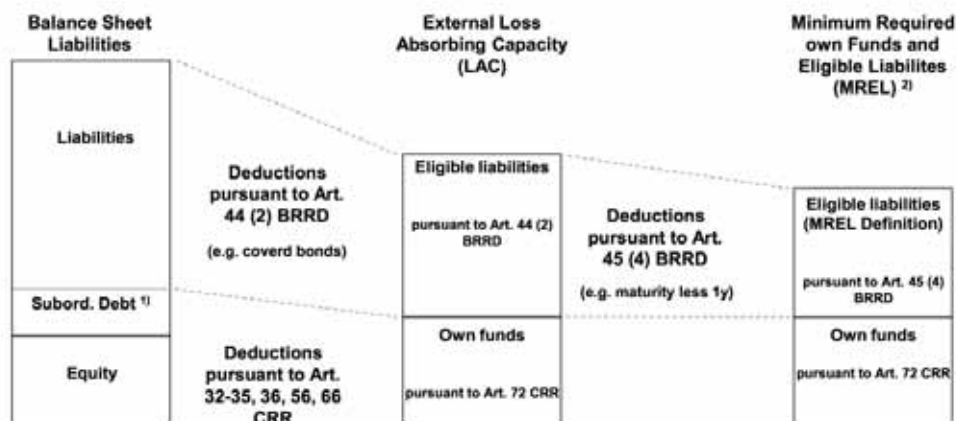 Balance Sheet
Liabilities
External Loss
Absorbing Capacity
(LAC)
Minimum Required
own Funds and
Eligible Liabilites
(MREL) ²⁾
Liabilities
Subord. Debt ¹⁾
Equity
Deductions
pursuant to Art.
44 (2) BRRD
(e.g. coverd bonds)
Deductions
pursuant to Art.
32-35, 36, 56, 66
CRR
Eligible liabilities
pursuant to Art. 44 (2)
BRRD
Own funds
pursuant to Art. 72 CRR
Deductions
pursuant to Art.
45 (4) BRRD
(e.g. maturity less 1y)
Eligible liabilities
(MREL Definition)
pursuant to Art. 45 (4)
BRRD
Own funds
pursuant to Art. 72 CRR